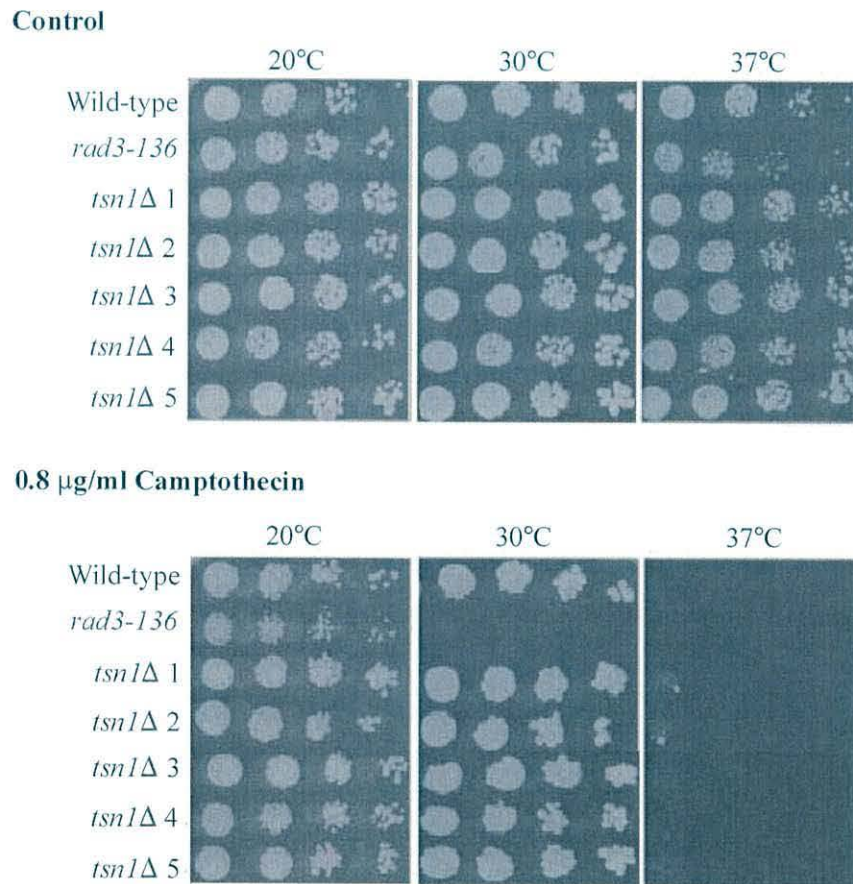 Control
20°C 30°C 37°C
Wild-type
rad3-136
tsn1Δ 1
tsn1Δ 2
tsn1Δ 3
tsn1Δ 4
tsn1Δ 5
0.8 µg/ml Camptothecin
20°C 30°C 37°C
Wild-type
rad3-136
tsn1Δ 1
tsn1Δ 2
tsn1Δ 3
tsn1Δ 4
tsn1Δ 5